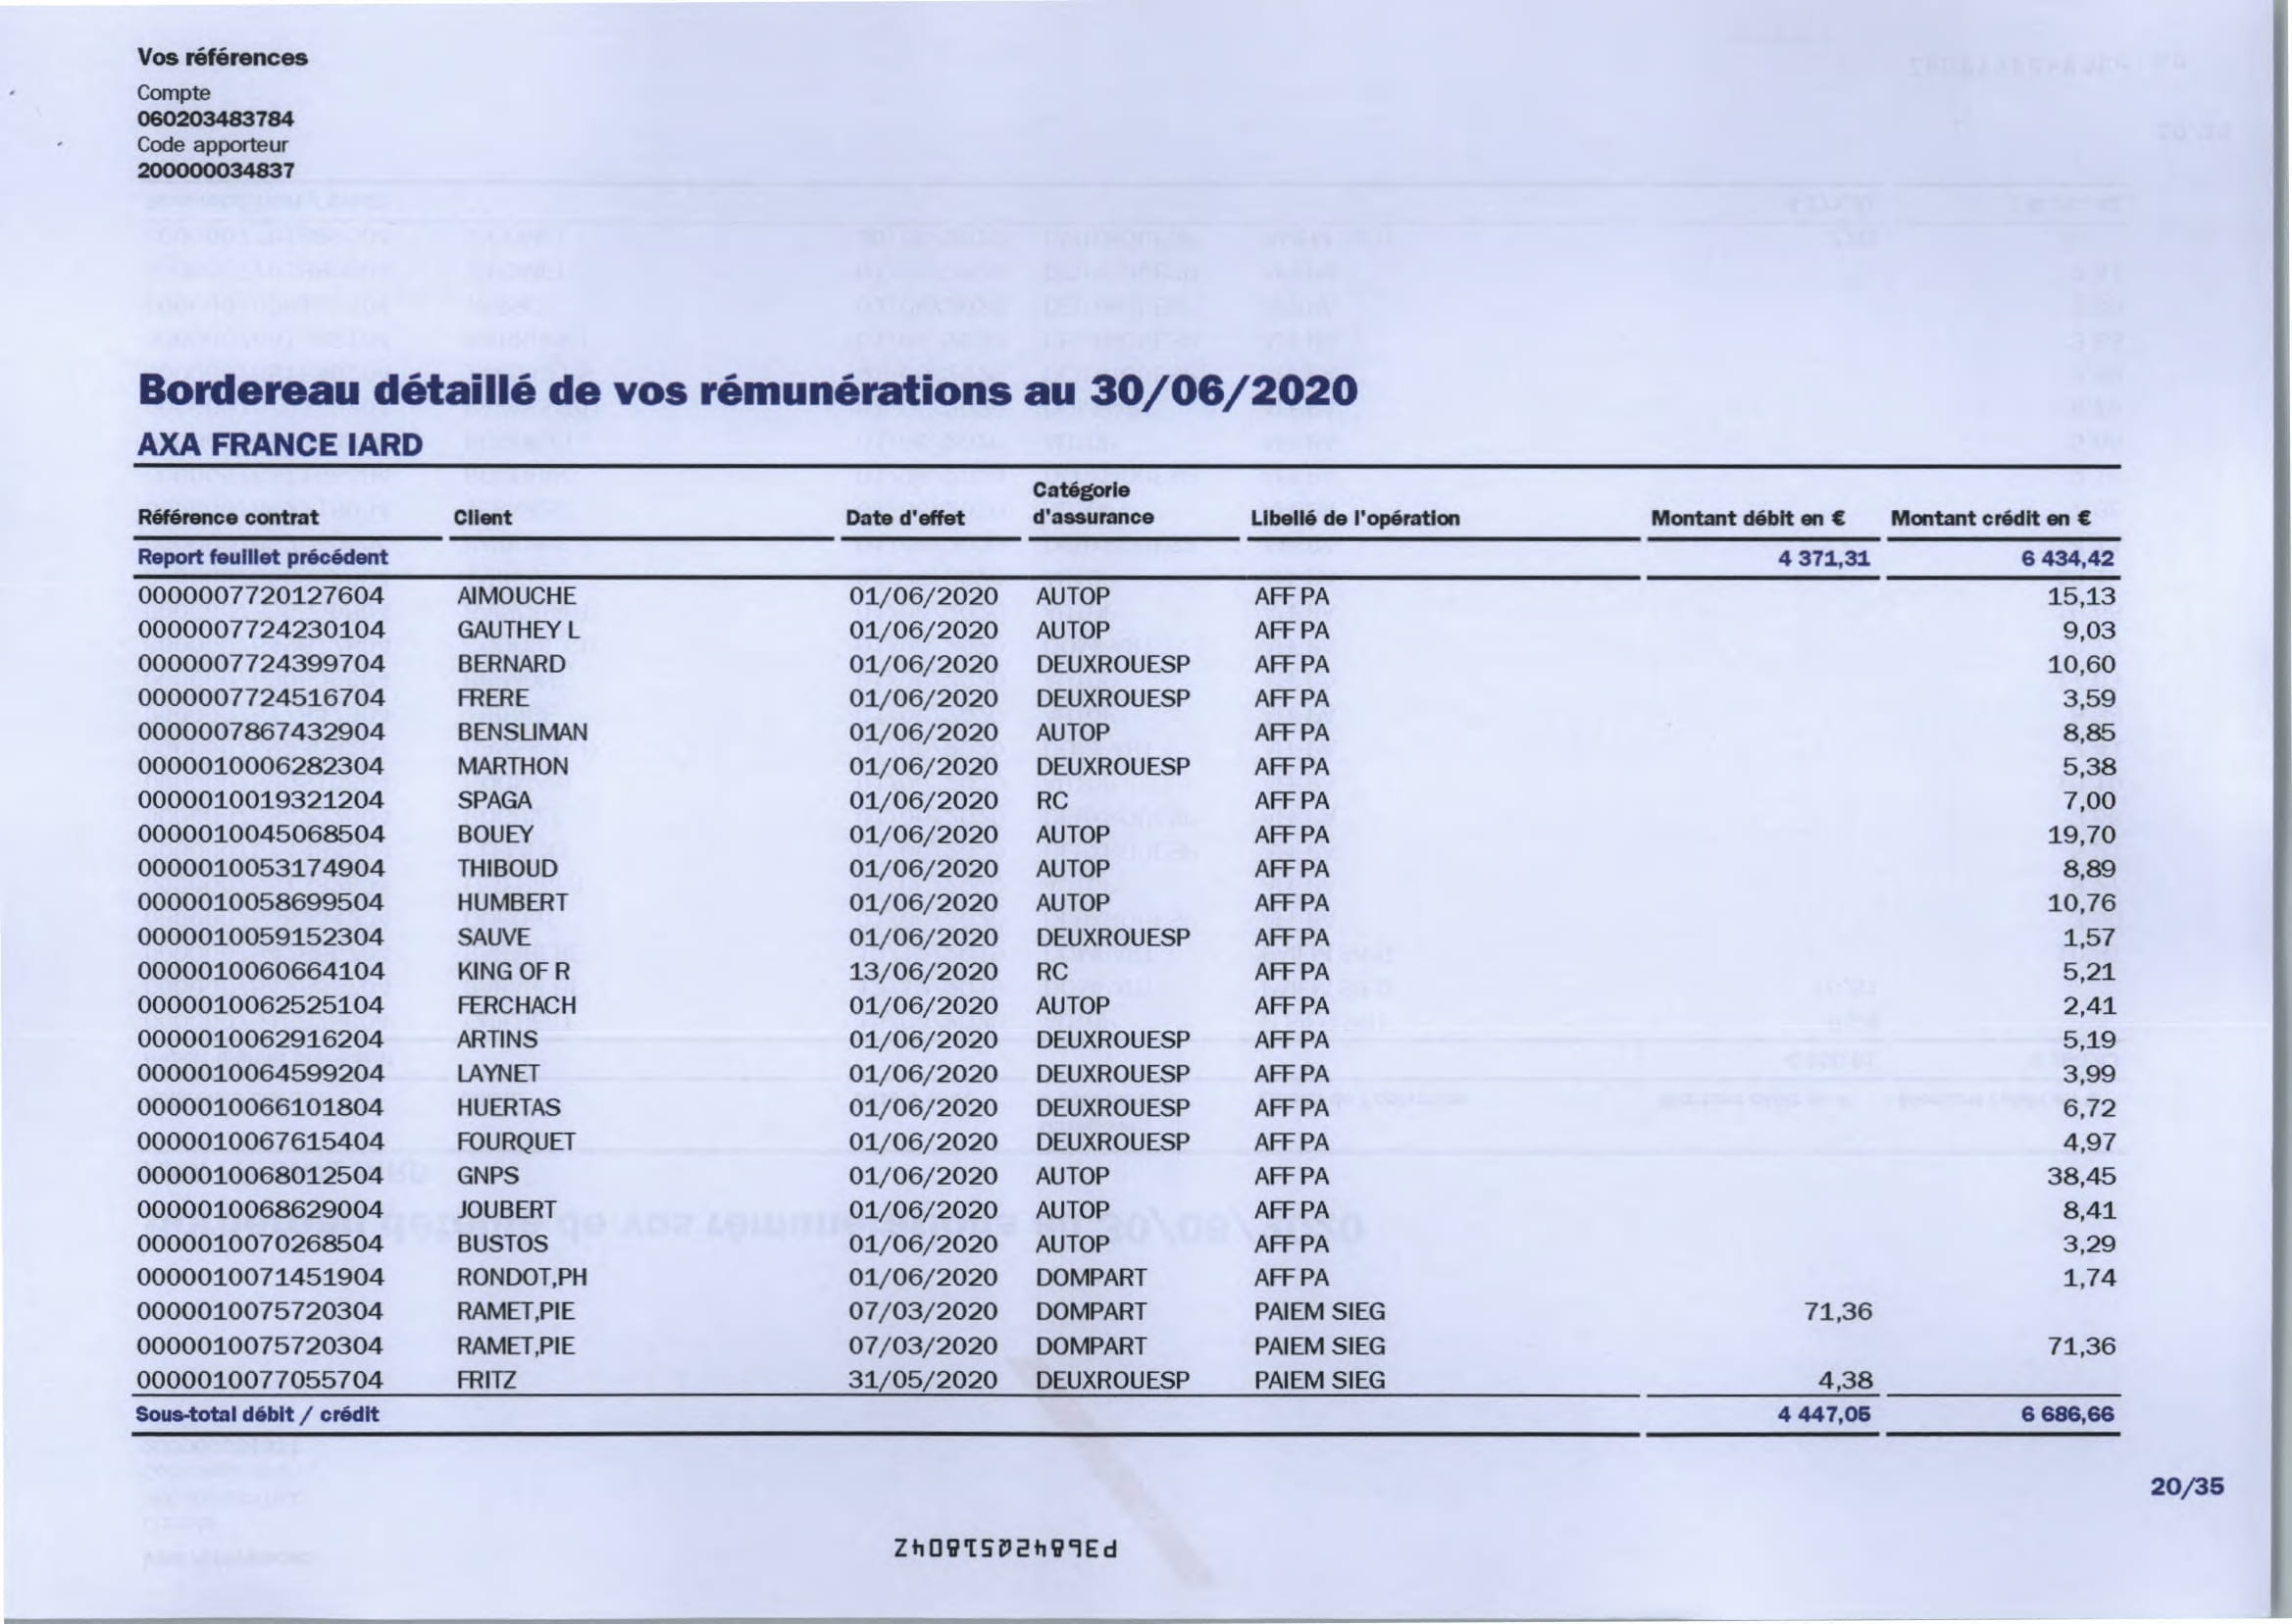 Vos références
Compte
060203483784
Code apporteur
200000034837
Bordereau détaillé de vos rémunérations au 30/06/2020
AXA FRANCE IARD
Référence contrat Client Date d'effet Catégorie d'assurance Libellé de l'opération Montant débit en € Montant crédit en €
Report feuillet précédent 4 371,31 6 434,42
0000007720127604 AIMOUCHE 01/06/2020 AUTOP AFF PA 15,13
0000007724230104 GAUTHEY L 01/06/2020 AUTOP AFF PA 9,03
0000007724399704 BERNARD 01/06/2020 DEUXROUESP AFF PA 10,60
0000007724516704 FRERE 01/06/2020 DEUXROUESP AFF PA 3,59
0000007867432904 BENSLIMAN 01/06/2020 AUTOP AFF PA 8,85
0000010006282304 MARTHON 01/06/2020 DEUXROUESP AFF PA 5,38
0000010019321204 SPAGA 01/06/2020 RC AFF PA 7,00
0000010045068504 BOUEY 01/06/2020 AUTOP AFF PA 19,70
0000010053174904 THIBOUD 01/06/2020 AUTOP AFF PA 8,89
0000010058699504 HUMBERT 01/06/2020 AUTOP AFF PA 10,76
0000010059152304 SAUVE 01/06/2020 DEUXROUESP AFF PA 1,57
0000010060664104 KING OF R 13/06/2020 RC AFF PA 5,21
0000010062525104 FERCHACH 01/06/2020 AUTOP AFF PA 2,41
0000010062916204 ARTINS 01/06/2020 DEUXROUESP AFF PA 5,19
0000010064599204 LAYNET 01/06/2020 DEUXROUESP AFF PA 3,99
0000010066101804 HUERTAS 01/06/2020 DEUXROUESP AFF PA 6,72
0000010067615404 FOURQUET 01/06/2020 DEUXROUESP AFF PA 4,97
0000010068012504 GNPS 01/06/2020 AUTOP AFF PA 38,45
0000010068629004 JOUBERT 01/06/2020 AUTOP AFF PA 8,41
0000010070268504 BUSTOS 01/06/2020 AUTOP AFF PA 3,29
0000010071451904 RONDOT,PH 01/06/2020 DOMPART AFF PA 1,74
0000010075720304 RAMET,PIE 07/03/2020 DOMPART PAIEM SIEG 71,36
0000010075720304 RAMET,PIE 07/03/2020 DOMPART PAIEM SIEG 71,36
0000010077055704 FRITZ 31/05/2020 DEUXROUESP PAIEM SIEG 4,38
Sous-total débit / crédit 4 447,05 6 686,66
20/35